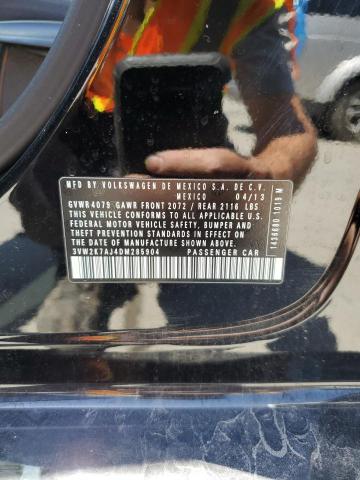 MFD BY VOLKSWAGEN DE MEXICO S.A. DE C.V.
MEXICO 04/13
GVWR4079 GAWR FRONT 2072 / REAR 2116 LBS
THIS VEHICLE CONFORMS TO ALL APPLICABLE U.S.
FEDERAL MOTOR VEHICLE SAFETY, BUMPER AND
THEFT PREVENTION STANDARDS IN EFFECT ON THE
DATE OF MANUFACTURE SHOWN ABOVE.
3VW2K7AJ4DM285904 PASSENGER CAR